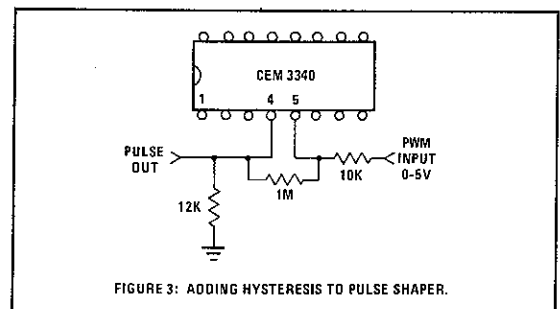 CEM 3340
1 4 5
PULSE
OUT
PWM
INPUT
0-5V
10K
1M
12K
FIGURE 3: ADDING HYSTERESIS TO PULSE SHAPER.